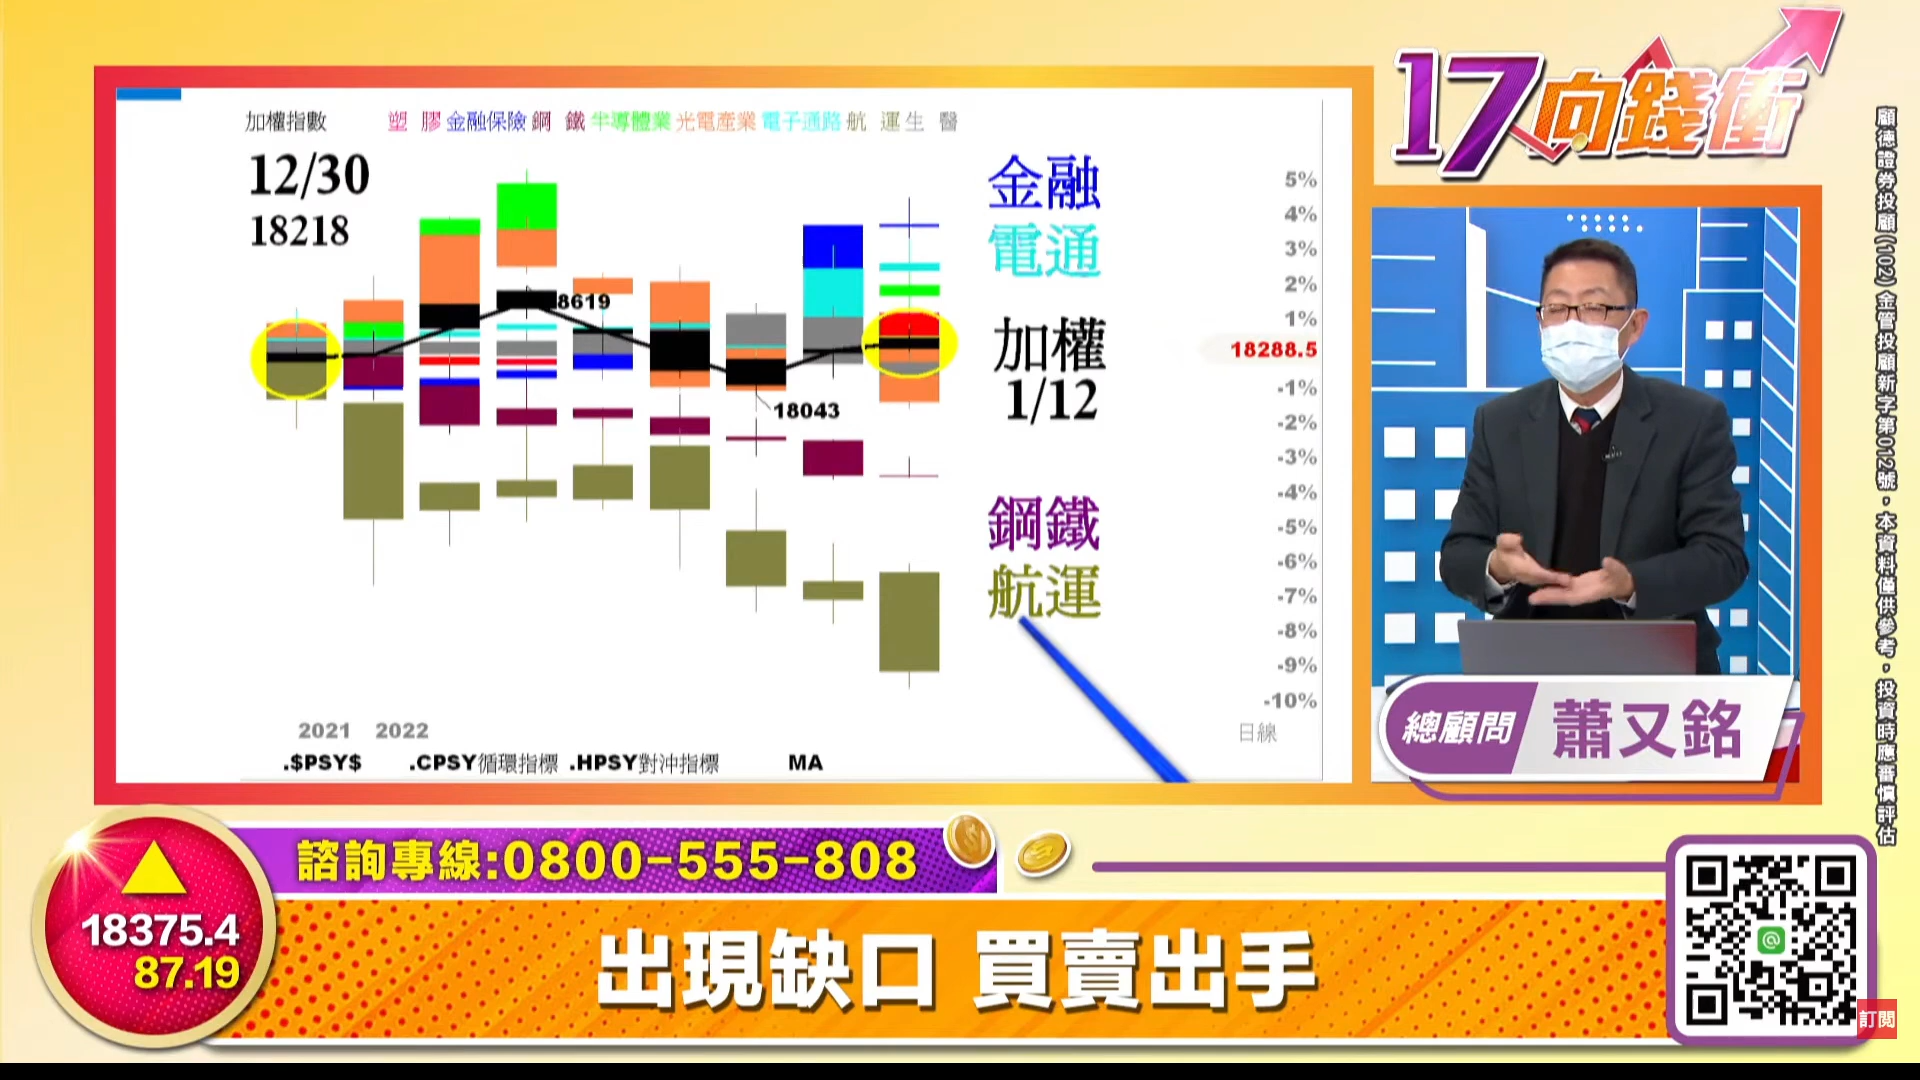 17向錢衝
加權指數 塑 膠 金融保險 鋼 鐵 半導體業 光電產業 電子通路 航 運 生 醫
12/30
18218
金融
電通
加權
1/12
鋼鐵
航運
8619
18043
5%
4%
3%
2%
1%
18288.5
-1%
-2%
-3%
-4%
-5%
-6%
-7%
-8%
-9%
-10%
日線
2021 2022
.$PSY$ .CPSY循環指標 .HPSY對沖指標 MA
總顧問 蕭又銘
顧德證券投顧(102)金管投顧新字第012號，本資料僅供參考，投資時應審慎評估
諮詢專線:0800-555-808
18375.4
87.19
出現缺口 買賣出手
訂閱